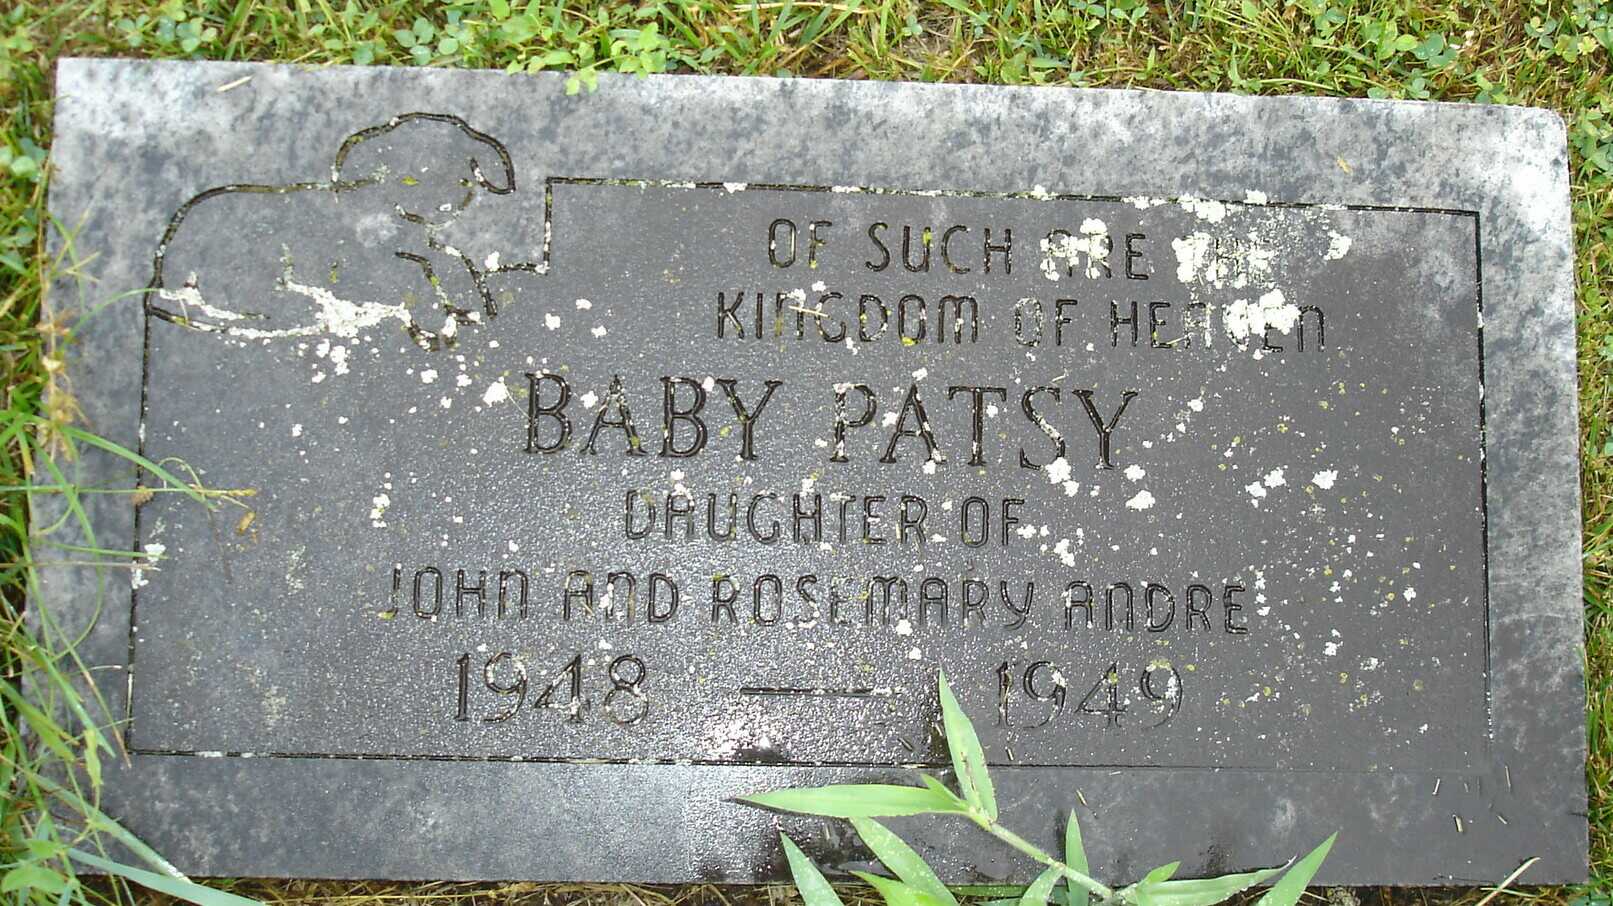 OF SUCH ARE THE
KINGDOM OF HEAVEN
BABY PATSY
DAUGHTER OF
JOHN AND ROSEMARY ANDRE
1948 — 1949